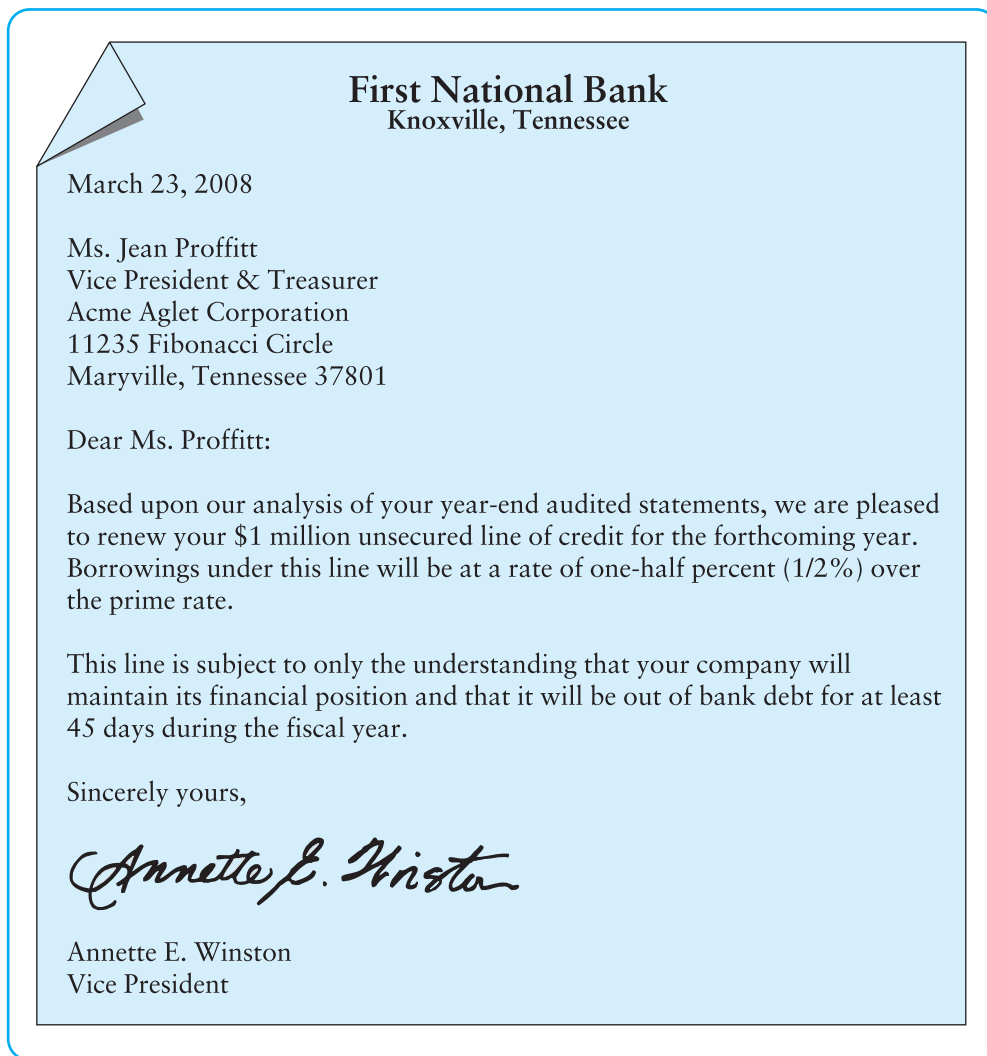 First National Bank
Knoxville, Tennessee
March 23, 2008
Ms. Jean Proffitt
Vice President & Treasurer
Acme Aglet Corporation
11235 Fibonacci Circle
Maryville, Tennessee 37801
Dear Ms. Proffitt:
Based upon our analysis of your year-end audited statements, we are pleased
to renew your $1 million unsecured line of credit for the forthcoming year.
Borrowings under this line will be at a rate of one-half percent (1/2%) over
the prime rate.
This line is subject to only the understanding that your company will
maintain its financial position and that it will be out of bank debt for at least
45 days during the fiscal year.
Sincerely yours,
Annette E. Winston
Annette E. Winston
Vice President